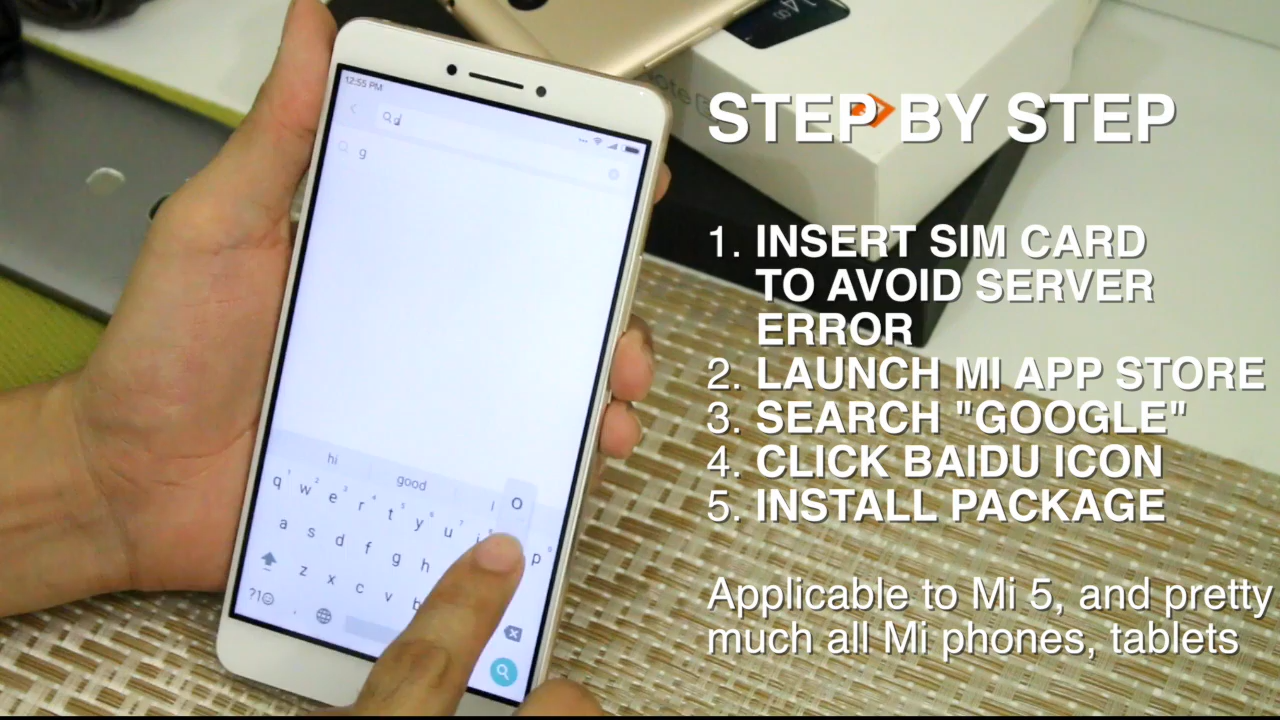 12:55 PM
g
g
STEP BY STEP
1. INSERT SIM CARD
TO AVOID SERVER
ERROR
2. LAUNCH MI APP STORE
3. SEARCH "GOOGLE"
4. CLICK BAIDU ICON
5. INSTALL PACKAGE
Applicable to Mi 5, and pretty
much all Mi phones, tablets
hi good i
q w e r t y u i o p
a s d f g h
z x c v b
?1